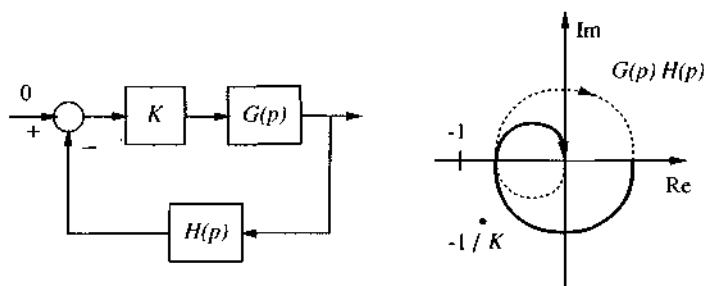 0
+
−
K
G(p)
H(p)
Im
G(p) H(p)
-1
Re
-1 / K